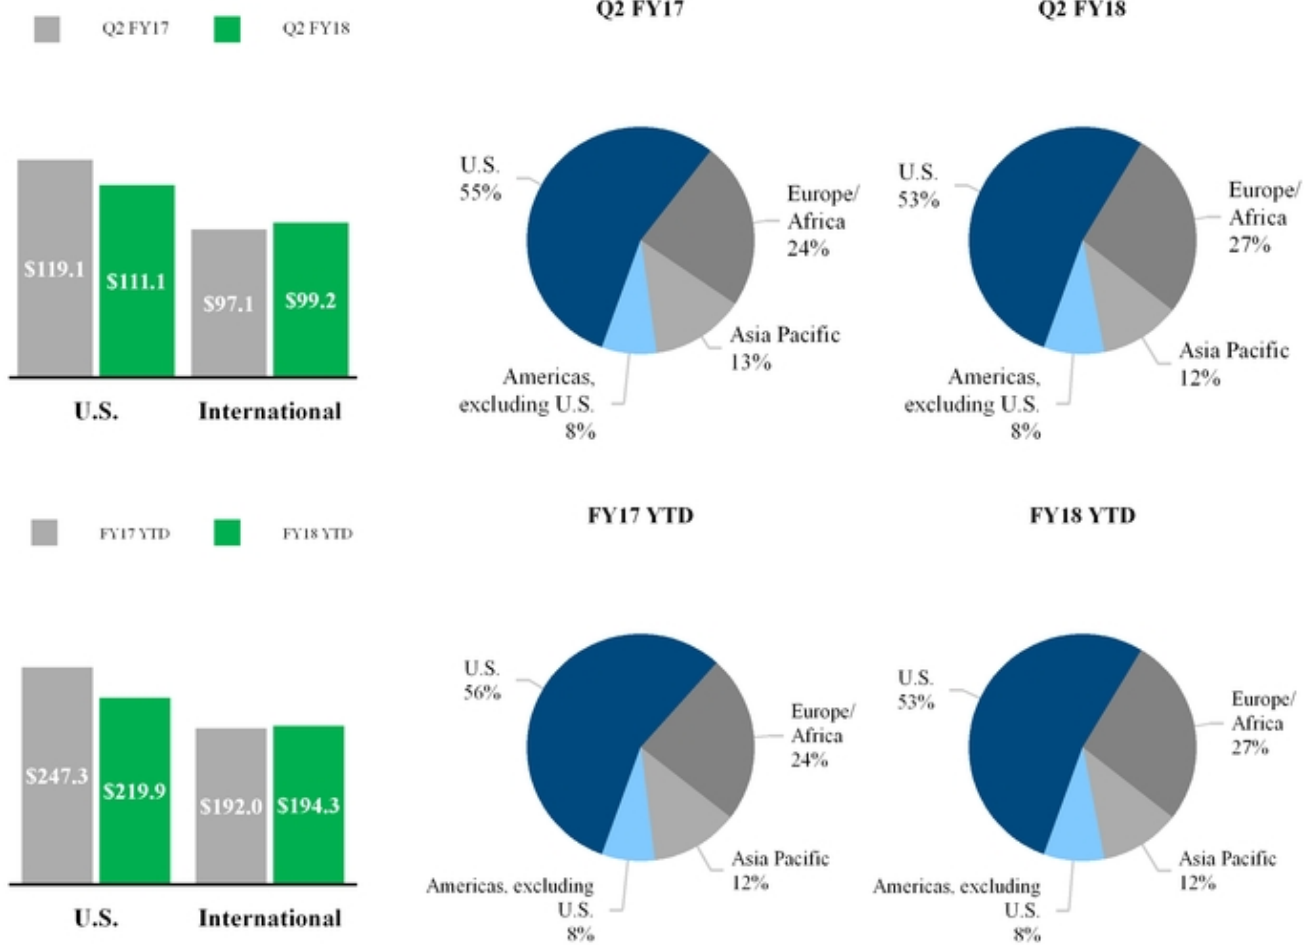 Q2 FY17
Q2 FY18
$119.1
$111.1
$97.1
$99.2
U.S.
International
Q2 FY17
U.S.
55%
Europe/
Africa
24%
Asia Pacific
13%
Americas,
excluding U.S.
8%
Q2 FY18
U.S.
53%
Europe/
Africa
27%
Asia Pacific
12%
Americas,
excluding U.S.
8%
FY17 YTD
FY18 YTD
$247.3
$219.9
$192.0
$194.3
U.S.
International
FY17 YTD
U.S.
56%
Europe/
Africa
24%
Asia Pacific
12%
Americas, excluding
U.S.
8%
FY18 YTD
U.S.
53%
Europe/
Africa
27%
Asia Pacific
12%
Americas, excluding
U.S.
8%